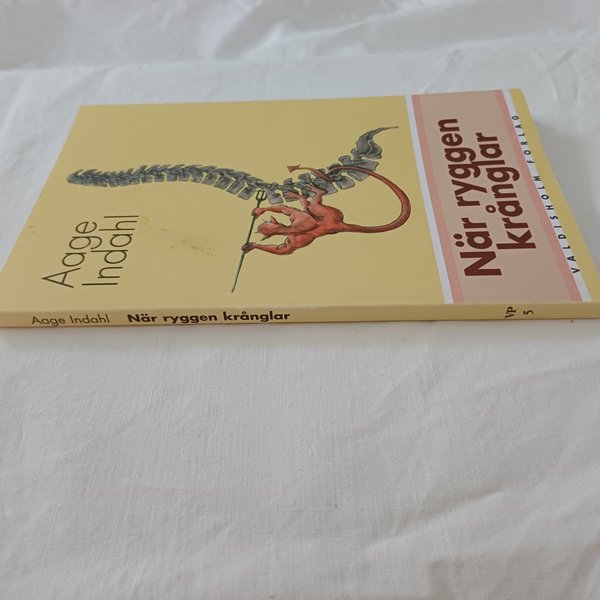 Aage
Indahl
När ryggen
krånglar
VALDISHOLM FÖRLAG
Aage Indahl När ryggen krånglar VP 5